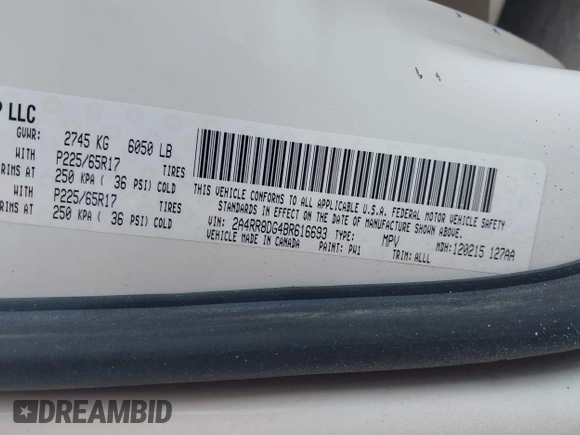 P LLC
GVWR: 2745 KG 6050 LB
WITH P225/65R17 TIRES
RIMS AT 250 KPA ( 36 PSI) COLD
WITH P225/65R17 TIRES
RIMS AT 250 KPA ( 36 PSI) COLD
THIS VEHICLE CONFORMS TO ALL APPLICABLE U.S.A. FEDERAL MOTOR VEHICLE SAFETY
STANDARDS IN EFFECT ON THE DATE OF MANUFACTURE SHOWN ABOVE.
VIN: 2A4RR8DG4BR616693 TYPE: MPV MDH: 120215 127AA
VEHICLE MADE IN CANADA PAINT: PW1 TRIM: ALLL
DREAMBID